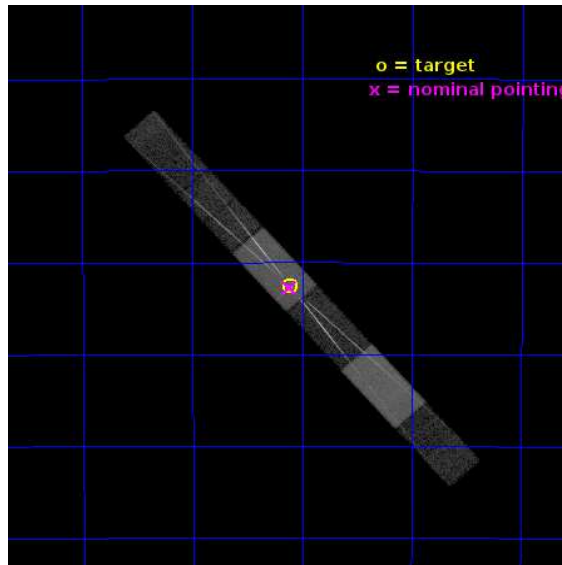 o = target
x = nominal pointing